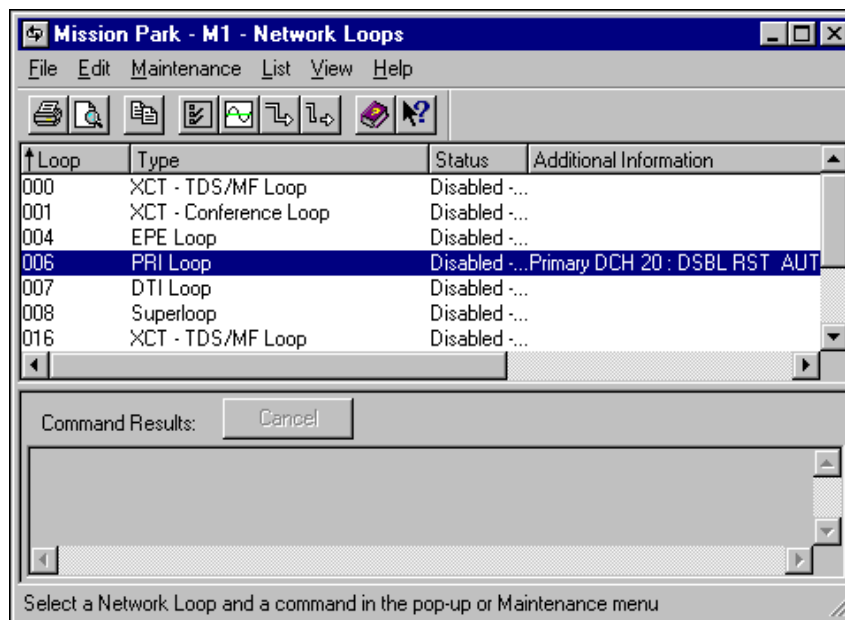 Mission Park - M1 - Network Loops
File Edit Maintenance List View Help
Loop Type Status Additional Information
000 XCT - TDS/MF Loop Disabled -...
001 XCT - Conference Loop Disabled -...
004 EPE Loop Disabled -...
006 PRI Loop Disabled -... Primary DCH 20 : DSBL RST AUT
007 DTI Loop Disabled -...
008 Superloop Disabled -...
016 XCT - TDS/MF Loop Disabled -...
Command Results: Cancel
Select a Network Loop and a command in the pop-up or Maintenance menu